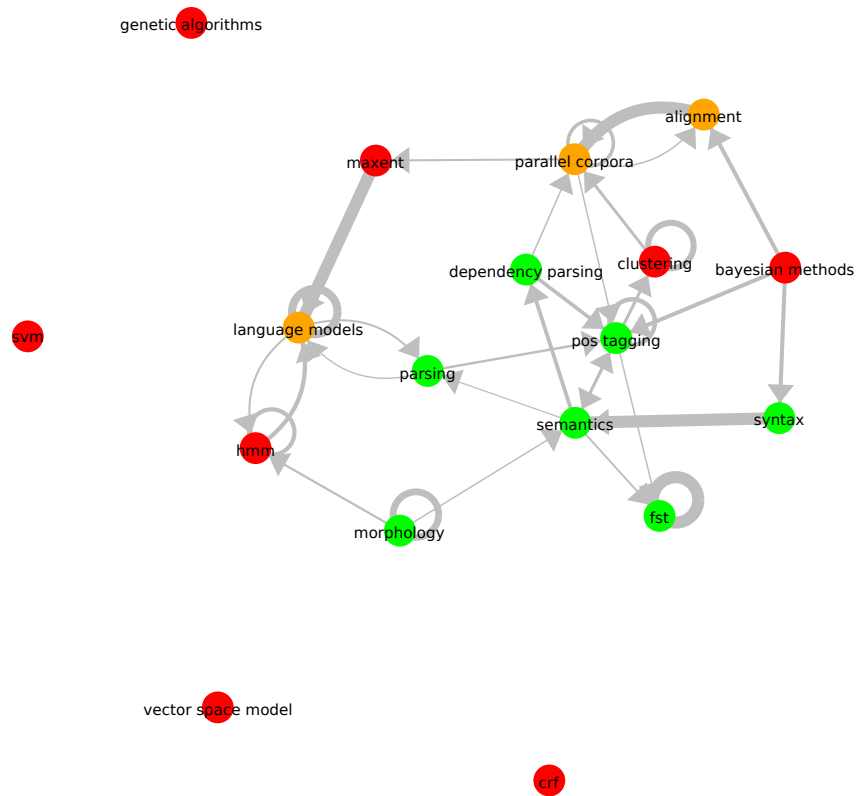 genetic algorithms
alignment
maxent
parallel corpora
dependency parsing
clustering
bayesian methods
language models
svm
pos tagging
parsing
semantics
syntax
hmm
morphology
fst
vector space model
crf